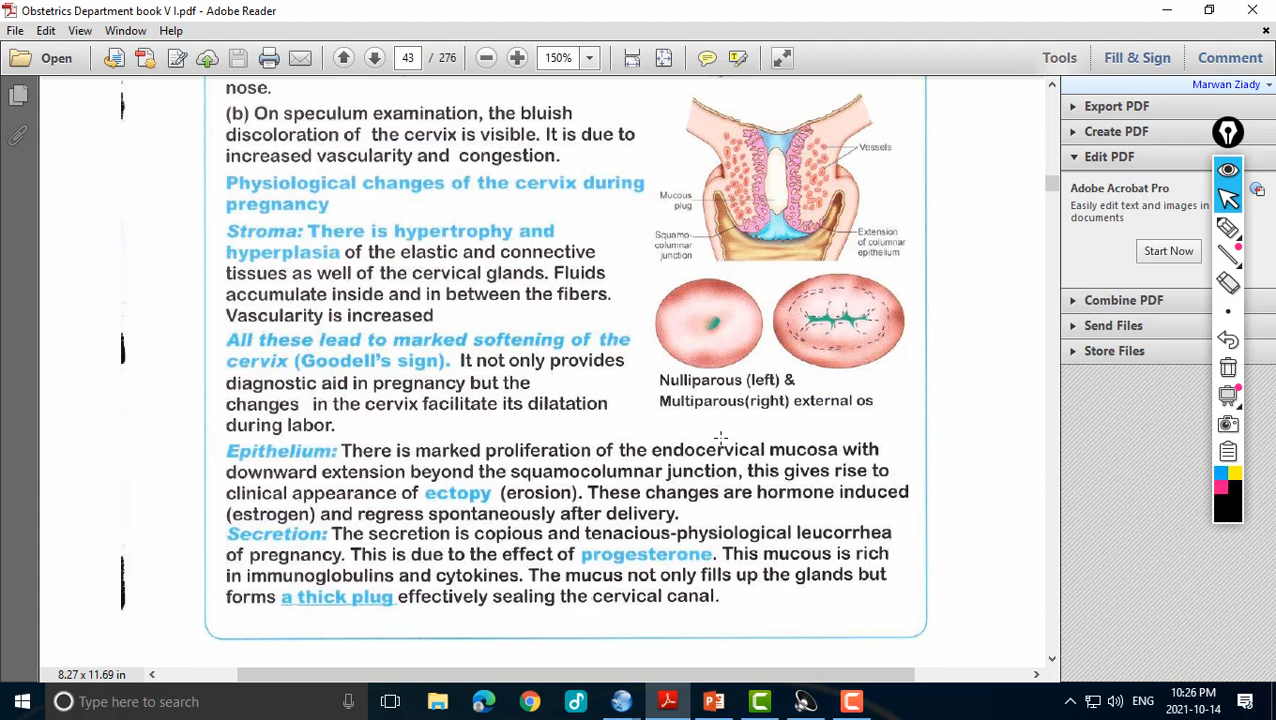 Obstetrics Department book V I.pdf - Adobe Reader
File Edit View Window Help
Open 43 / 276 150% Tools Fill & Sign Comment
Marwan Ziady
nose.
(b) On speculum examination, the bluish
discoloration of the cervix is visible. It is due to
increased vascularity and congestion.
Physiological changes of the cervix during
pregnancy
Stroma: There is hypertrophy and
hyperplasia of the elastic and connective
tissues as well of the cervical glands. Fluids
accumulate inside and in between the fibers.
Vascularity is increased
All these lead to marked softening of the
cervix (Goodell's sign). It not only provides
diagnostic aid in pregnancy but the
changes in the cervix facilitate its dilatation
during labor.
Vessels
Mucous
plug
Squamo-
columnar
junction
Extension
of columnar
epithelium
Nulliparous (left) &
Multiparous(right) external os
Epithelium: There is marked proliferation of the endocervical mucosa with
downward extension beyond the squamocolumnar junction, this gives rise to
clinical appearance of ectopy (erosion). These changes are hormone induced
(estrogen) and regress spontaneously after delivery.
Secretion: The secretion is copious and tenacious-physiological leucorrhea
of pregnancy. This is due to the effect of progesterone. This mucous is rich
in immunoglobulins and cytokines. The mucus not only fills up the glands but
forms a thick plug effectively sealing the cervical canal.
Export PDF
Create PDF
Edit PDF
Adobe Acrobat Pro
Easily edit text and images in
documents
Start Now
Combine PDF
Send Files
Store Files
8.27 x 11.69 in
Type here to search
ENG
10:26 PM
2021-10-14